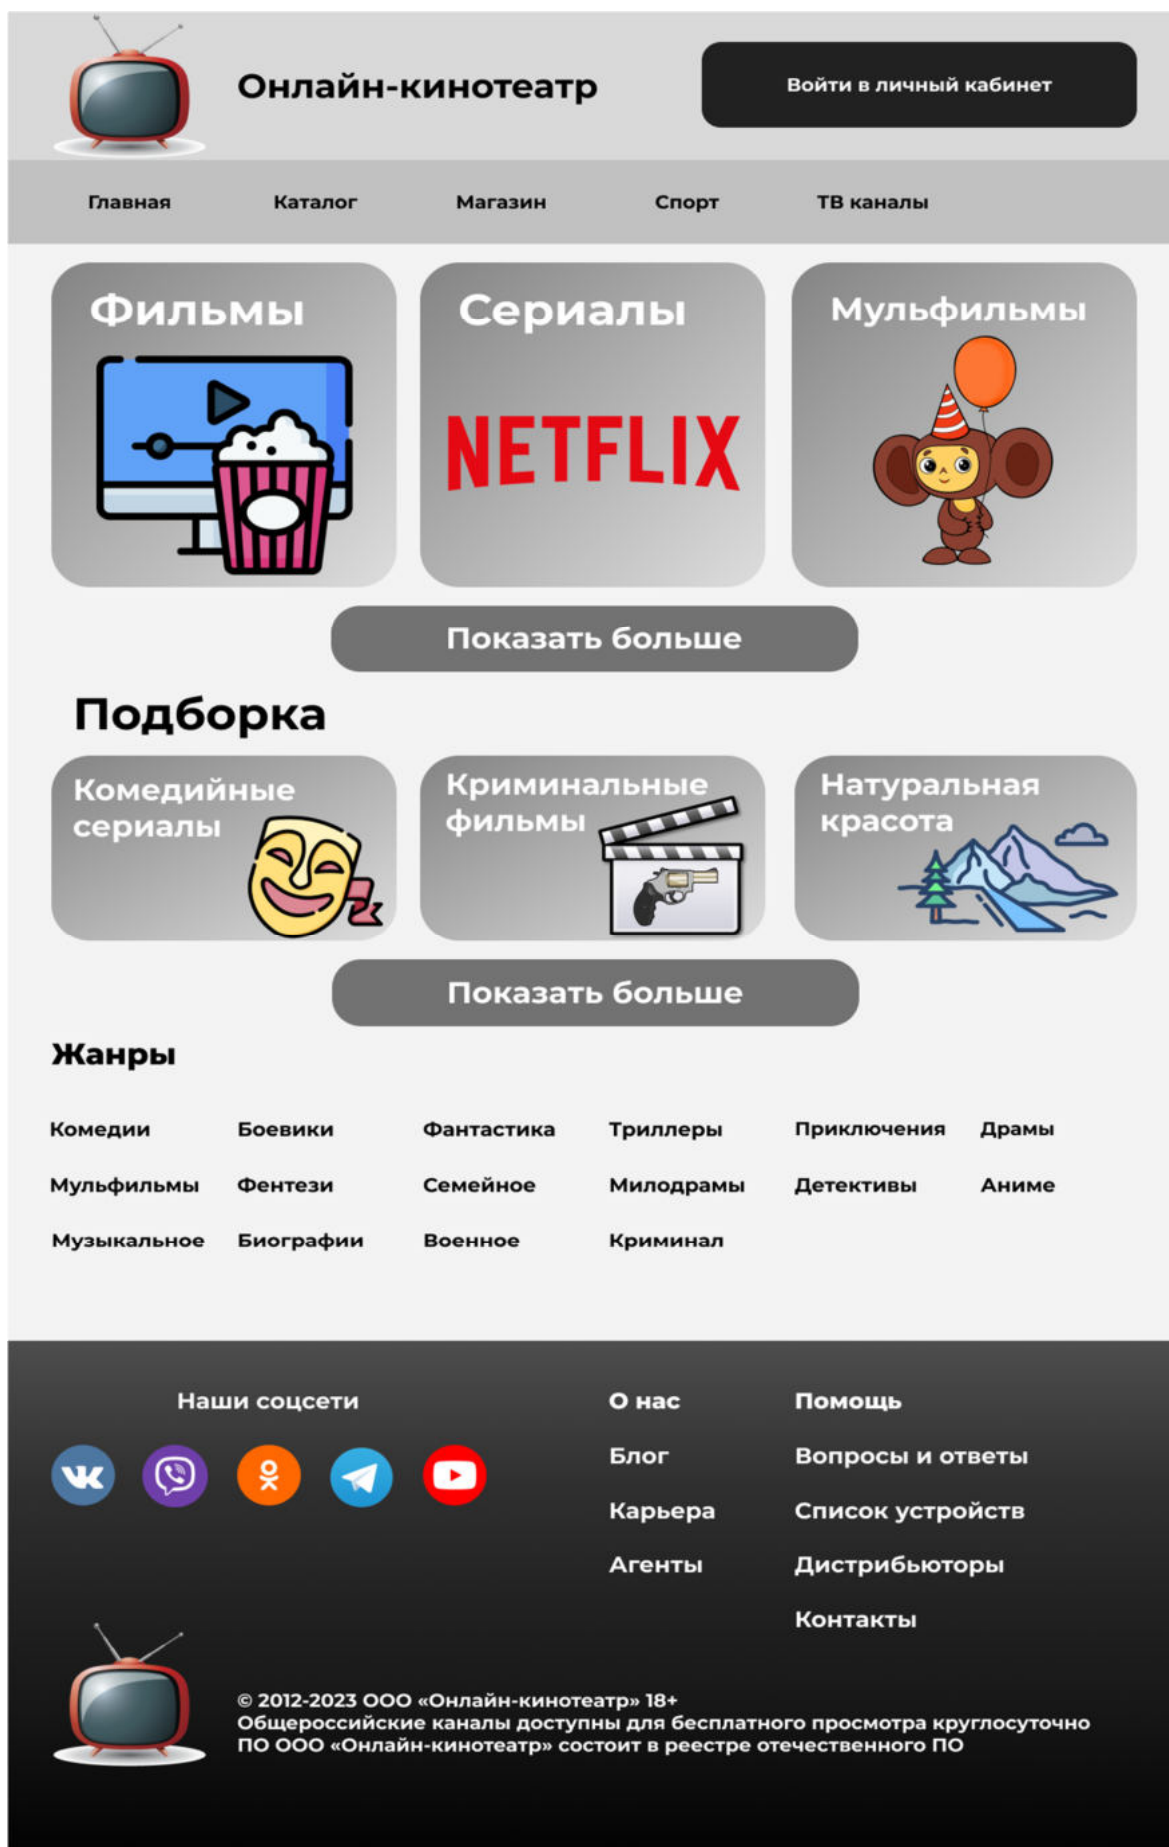 Онлайн-кинотеатр
Войти в личный кабинет
Главная
Каталог
Магазин
Спорт
ТВ каналы
Фильмы
Сериалы
Мульфильмы
NETFLIX
Показать больше
Подборка
Комедийные
сериалы
Криминальные
фильмы
Натуральная
красота
Показать больше
Жанры
Комедии
Боевики
Фантастика
Триллеры
Приключения
Драмы
Мульфильмы
Фентези
Семейное
Милодрамы
Детективы
Аниме
Музыкальное
Биографии
Военное
Криминал
Наши соцсети
О нас
Блог
Карьера
Агенты
Помощь
Вопросы и ответы
Список устройств
Дистрибьюторы
Контакты
© 2012-2023 ООО «Онлайн-кинотеатр» 18+
Общероссийские каналы доступны для бесплатного просмотра круглосуточно
ПО ООО «Онлайн-кинотеатр» состоит в реестре отечественного ПО